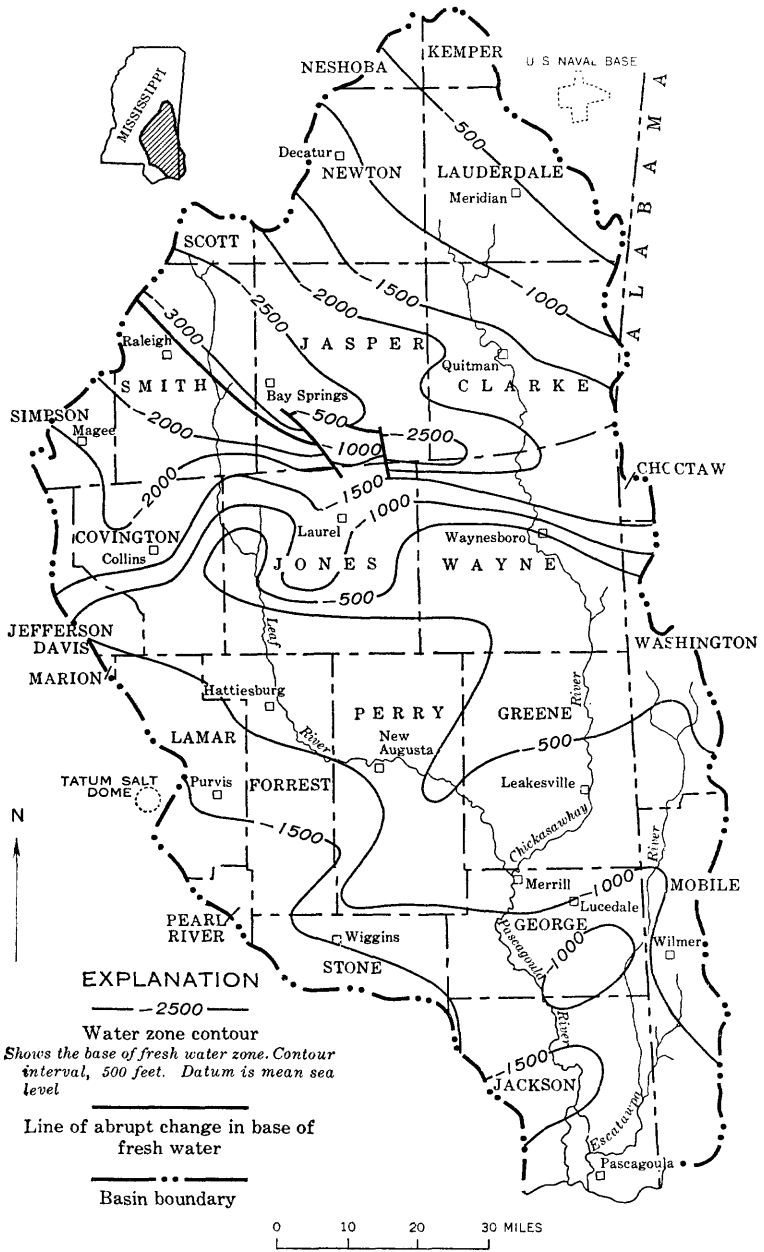 KEMPER
NESHOBA
U S NAVAL BASE
MISSISSIPPI
ALABAMA
500
Decatur
NEWTON
LAUDERDALE
Meridian
SCOTT
-1000
-1500
-2000
-2500
-3000
JASPER
Raleigh
Quitman
SMITH
Bay Springs
CLARKE
SIMPSON
Magee
-2000
-500
-1000
-2500
CHOCTAW
-2000
-1500
1000
COVINGTON
Laurel
Collins
Waynesboro
JONES
WAYNE
-500
JEFFERSON
DAVIS
Leaf
WASHINGTON
MARION
Hattiesburg
PERRY
GREENE
River
LAMAR
River
New
Augusta
-500
TATUM SALT
DOME
Purvis
FORREST
Leakesville
N
-1500
Chickasawhay
River
Merrill
-1000
MOBILE
Lucedale
PEARL
RIVER
GEORGE
Wiggins
Pascagoula
-1000
Wilmer
STONE
EXPLANATION
-2500
Water zone contour
Shows the base of fresh water zone. Contour
interval, 500 feet. Datum is mean sea
level
River
-1500
JACKSON
Line of abrupt change in base of
fresh water
Escatawpa
River
Pascagoula
Basin boundary
0 10 20 30 MILES